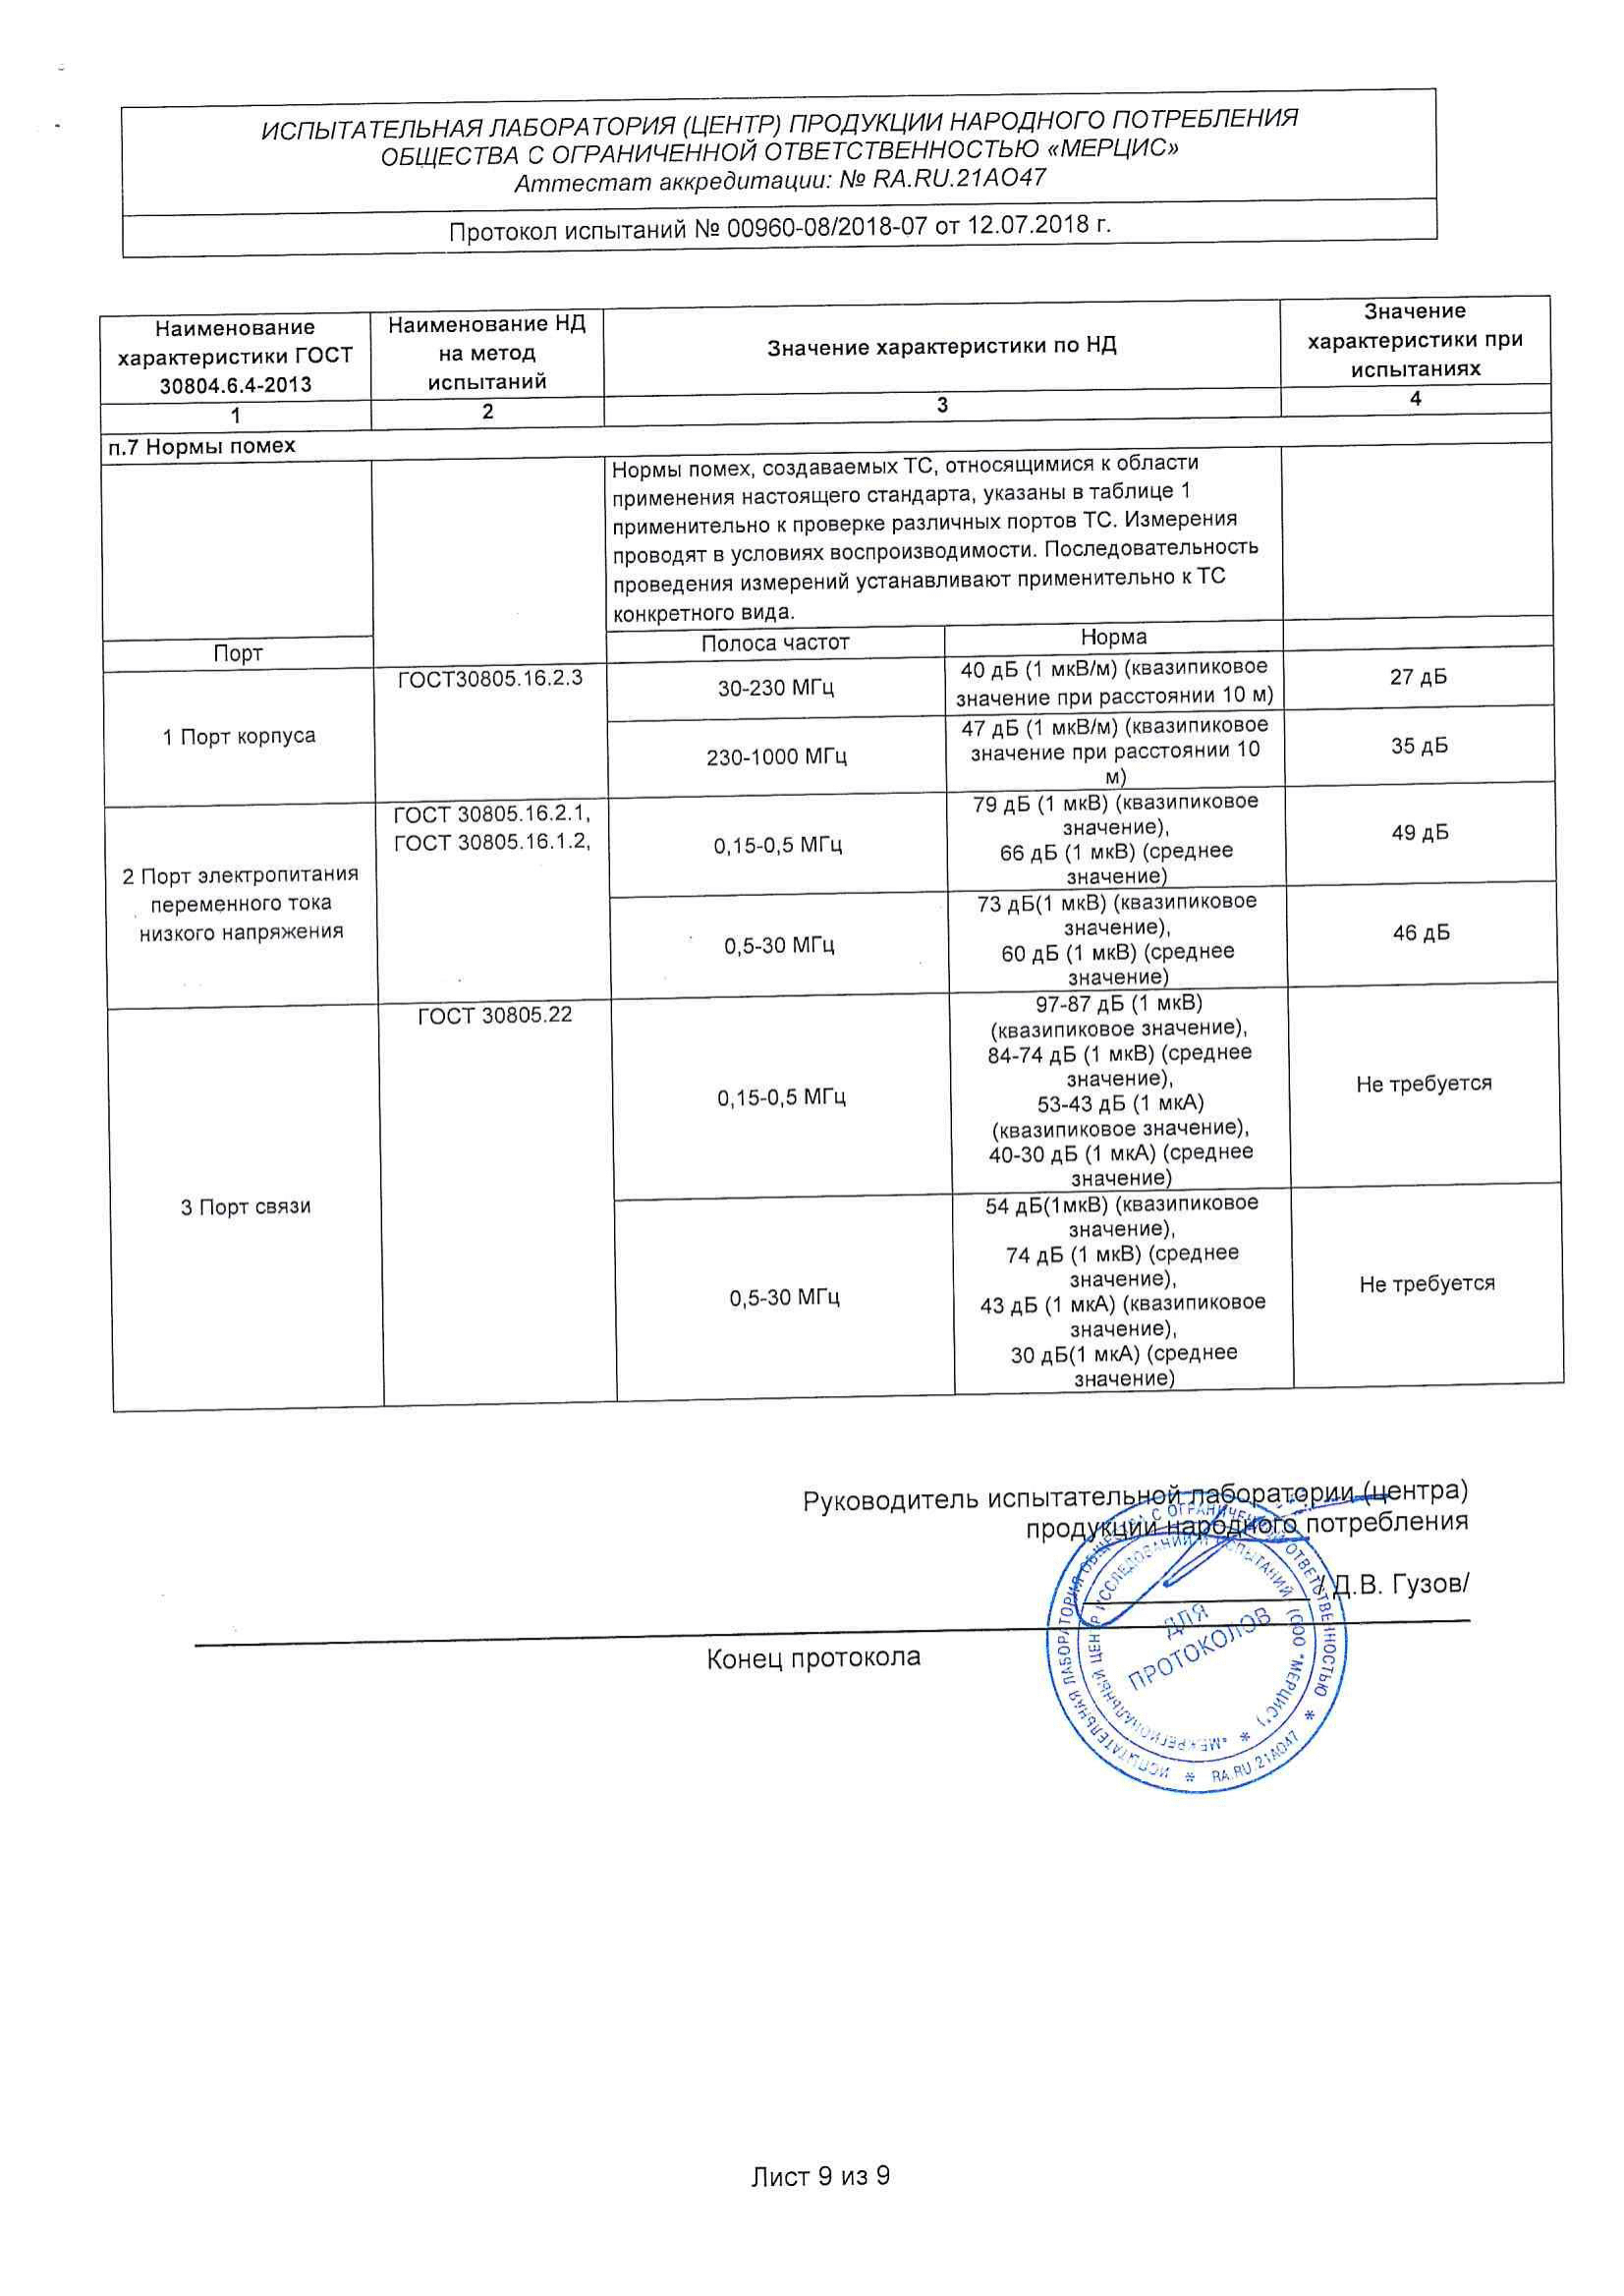 ИСПЫТАТЕЛЬНАЯ ЛАБОРАТОРИЯ (ЦЕНТР) ПРОДУКЦИИ НАРОДНОГО ПОТРЕБЛЕНИЯ
ОБЩЕСТВА С ОГРАНИЧЕННОЙ ОТВЕТСТВЕННОСТЬЮ «МЕРЦИС»
Аттестат аккредитации: № RA.RU.21АО47
Протокол испытаний № 00960-08/2018-07 от 12.07.2018 г.
Наименование
характеристики ГОСТ
30804.6.4-2013
Наименование НД
на метод
испытаний
Значение характеристики по НД
Значение
характеристики при
испытаниях
1
2
3
4
п.7 Нормы помех
Нормы помех, создаваемых ТС, относящимися к области
применения настоящего стандарта, указаны в таблице 1
применительно к проверке различных портов ТС. Измерения
проводят в условиях воспроизводимости. Последовательность
проведения измерений устанавливают применительно к ТС
конкретного вида.
Порт
Полоса частот
Норма
1 Порт корпуса
ГОСТ30805.16.2.3
30-230 МГц
40 дБ (1 мкВ/м) (квазипиковое
значение при расстоянии 10 м)
27 дБ
230-1000 МГц
47 дБ (1 мкВ/м) (квазипиковое
значение при расстоянии 10
м)
35 дБ
2 Порт электропитания
переменного тока
низкого напряжения
ГОСТ 30805.16.2.1,
ГОСТ 30805.16.1.2,
0,15-0,5 МГц
79 дБ (1 мкВ) (квазипиковое
значение),
66 дБ (1 мкВ) (среднее
значение)
49 дБ
0,5-30 МГц
73 дБ(1 мкВ) (квазипиковое
значение),
60 дБ (1 мкВ) (среднее
значение)
46 дБ
3 Порт связи
ГОСТ 30805.22
0,15-0,5 МГц
97-87 дБ (1 мкВ)
(квазипиковое значение),
84-74 дБ (1 мкВ) (среднее
значение),
53-43 дБ (1 мкА)
(квазипиковое значение),
40-30 дБ (1 мкА) (среднее
значение)
Не требуется
0,5-30 МГц
54 дБ(1мкВ) (квазипиковое
значение),
74 дБ (1 мкВ) (среднее
значение),
43 дБ (1 мкА) (квазипиковое
значение),
30 дБ(1 мкА) (среднее
значение)
Не требуется
Руководитель испытательной лаборатории (центра)
продукции народного потребления
/ Д.В. Гузов/
Конец протокола
ИСПЫТАТЕЛЬНАЯ ЛАБОРАТОРИЯ ОБЩЕСТВА С ОГРАНИЧЕННОЙ ОТВЕТСТВЕННОСТЬЮ * RA.RU.21АО47 *
"МЕЖРЕГИОНАЛЬНЫЙ ЦЕНТР ИССЛЕДОВАНИЙ И ИСПЫТАНИЙ" (ООО "МЕРЦИС") *
ДЛЯ
ПРОТОКОЛОВ
Лист 9 из 9